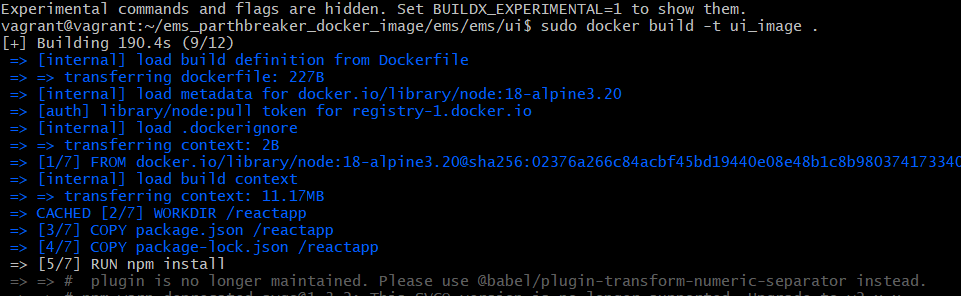 Experimental commands and flags are hidden. Set BUILDX_EXPERIMENTAL=1 to show them.
vagrant@vagrant:~/ems_parthbreaker_docker_image/ems/ems/ui$ sudo docker build -t ui_image .
[+] Building 190.4s (9/12)
=> [internal] load build definition from Dockerfile
=> => transferring dockerfile: 227B
=> [internal] load metadata for docker.io/library/node:18-alpine3.20
=> [auth] library/node:pull token for registry-1.docker.io
=> [internal] load .dockerignore
=> => transferring context: 2B
=> [1/7] FROM docker.io/library/node:18-alpine3.20@sha256:02376a266c84acbf45bd19440e08e48b1c8b980374173340
=> [internal] load build context
=> => transferring context: 11.17MB
=> CACHED [2/7] WORKDIR /reactapp
=> [3/7] COPY package.json /reactapp
=> [4/7] COPY package-lock.json /reactapp
=> [5/7] RUN npm install
=> => #  plugin is no longer maintained. Please use @babel/plugin-transform-numeric-separator instead.